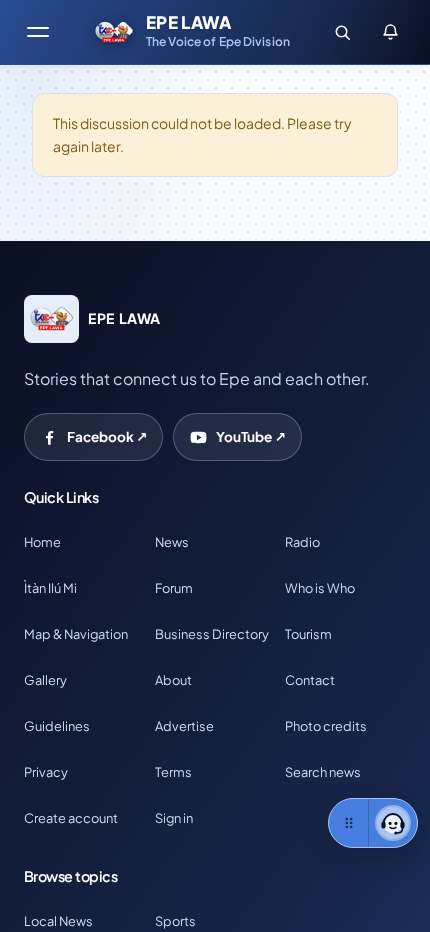 EPE LAWA
The Voice of Epe Division
This discussion could not be loaded. Please try
again later.
EPE LAWA
EPE LAWA
Stories that connect us to Epe and each other.
Facebook ↗
YouTube ↗
Quick Links
Home
News
Radio
Ìtàn Ilú Mi
Forum
Who is Who
Map & Navigation
Business Directory
Tourism
Gallery
About
Contact
Guidelines
Advertise
Photo credits
Privacy
Terms
Search news
Create account
Sign in
Browse topics
Local News
Sports